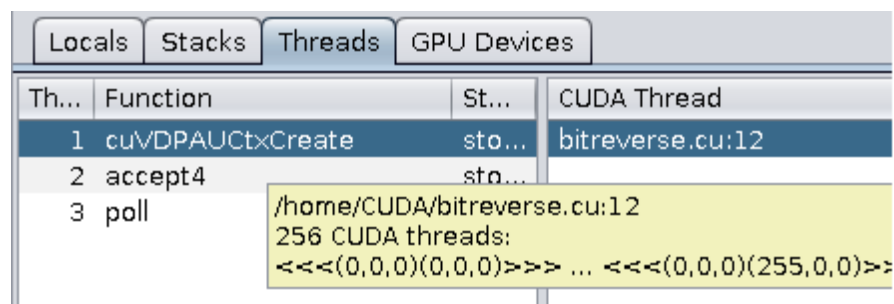 Locals Stacks Threads GPU Devices
Th... Function St... CUDA Thread
1 cuVDPAUCtxCreate sto... bitreverse.cu:12
2 accept4 sto...
3 poll
/home/CUDA/bitreverse.cu:12
256 CUDA threads:
<<<(0,0,0)(0,0,0)>>> ... <<<(0,0,0)(255,0,0)>>